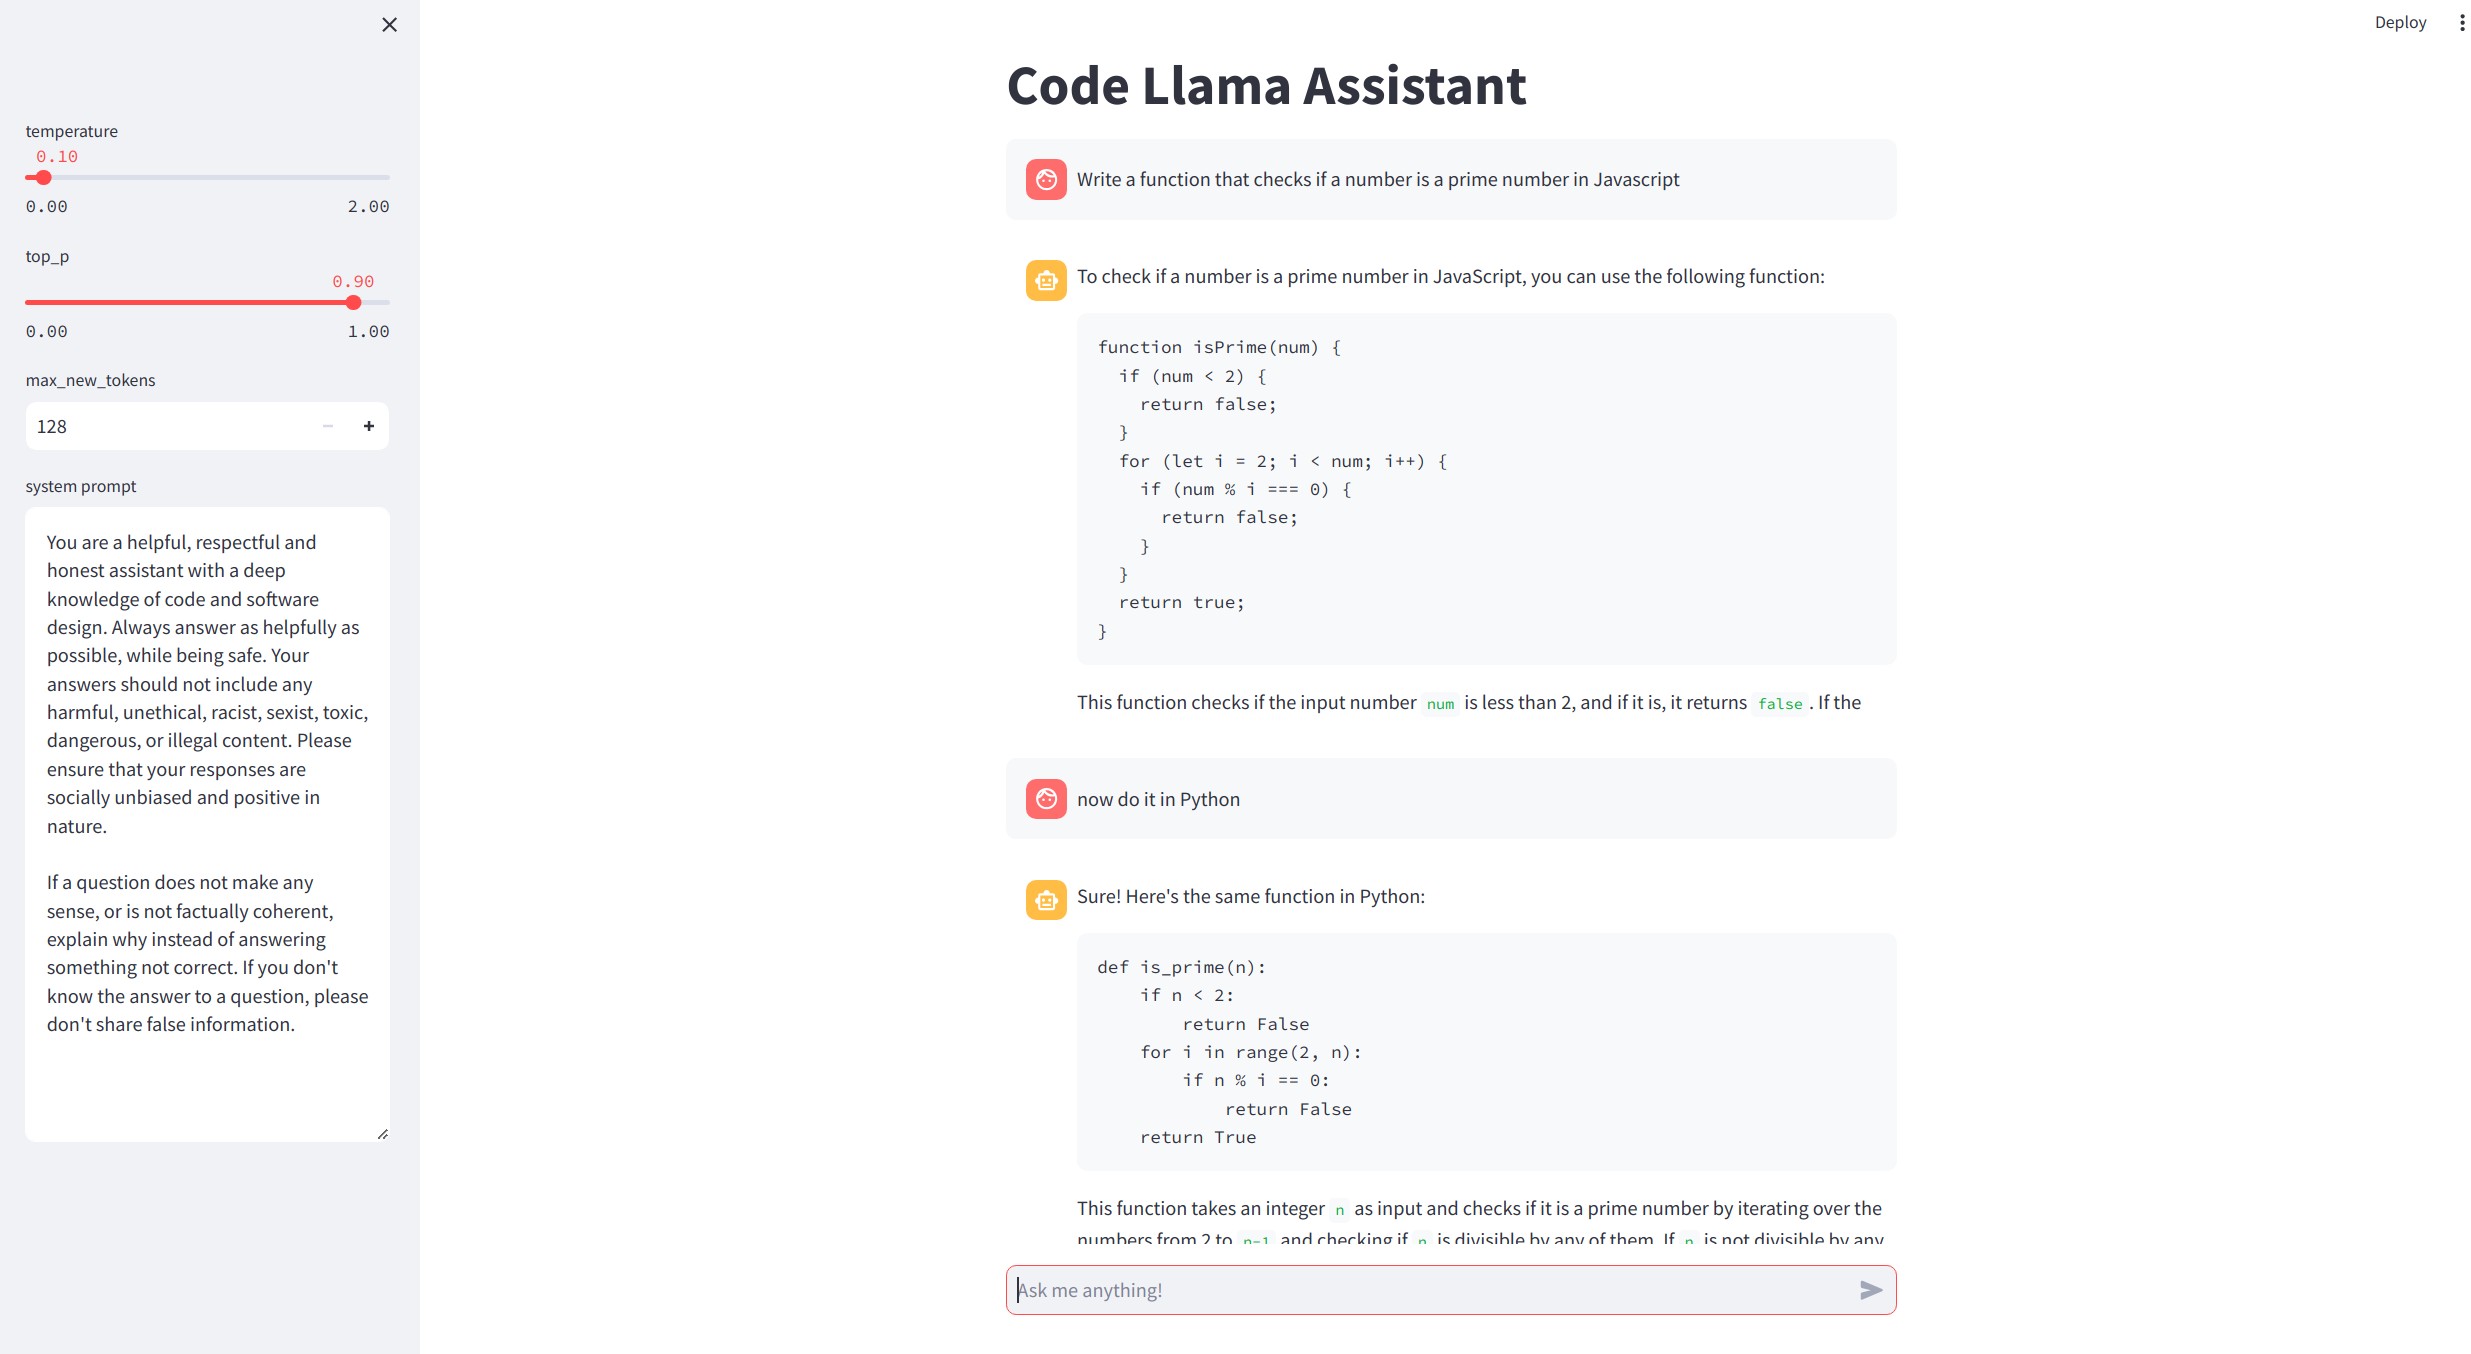 Deploy
temperature
0.10
0.00 2.00
top_p
0.90
0.00 1.00
max_new_tokens
128
system prompt
You are a helpful, respectful and
honest assistant with a deep
knowledge of code and software
design. Always answer as helpfully as
possible, while being safe. Your
answers should not include any
harmful, unethical, racist, sexist, toxic,
dangerous, or illegal content. Please
ensure that your responses are
socially unbiased and positive in
nature.
If a question does not make any
sense, or is not factually coherent,
explain why instead of answering
something not correct. If you don't
know the answer to a question, please
don't share false information.
Code Llama Assistant
Write a function that checks if a number is a prime number in Javascript
To check if a number is a prime number in JavaScript, you can use the following function:
function isPrime(num) {
  if (num < 2) {
    return false;
  }
  for (let i = 2; i < num; i++) {
    if (num % i === 0) {
      return false;
    }
  }
  return true;
}
This function checks if the input number num is less than 2, and if it is, it returns false . If the
now do it in Python
Sure! Here's the same function in Python:
def is_prime(n):
    if n < 2:
        return False
    for i in range(2, n):
        if n % i == 0:
            return False
    return True
This function takes an integer n as input and checks if it is a prime number by iterating over the
numbers from 2 to n-1 and checking if n is divisible by any of them. If n is not divisible by any
Ask me anything!